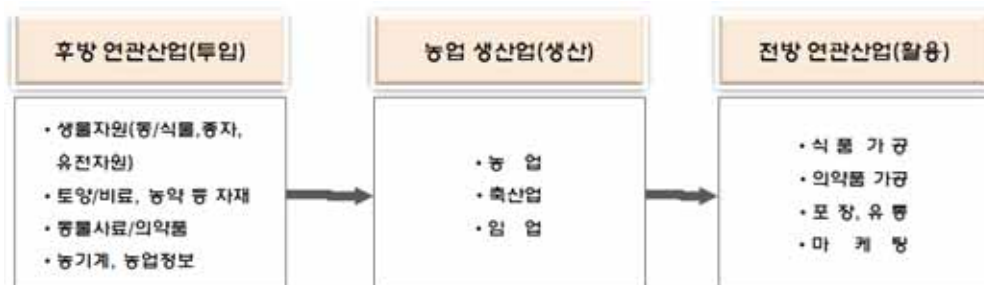 후방 연관산업(투입)
• 생물자원(동/식물,종자,
유전자원)
• 토양/비료, 농약 등 자재
• 동물사료/의약품
• 농기계, 농업정보
농업 생산업(생산)
• 농 업
• 축산업
• 임 업
전방 연관산업(활용)
• 식 품 가 공
• 의약품 가공
• 포 장, 유 통
• 마 케 팅